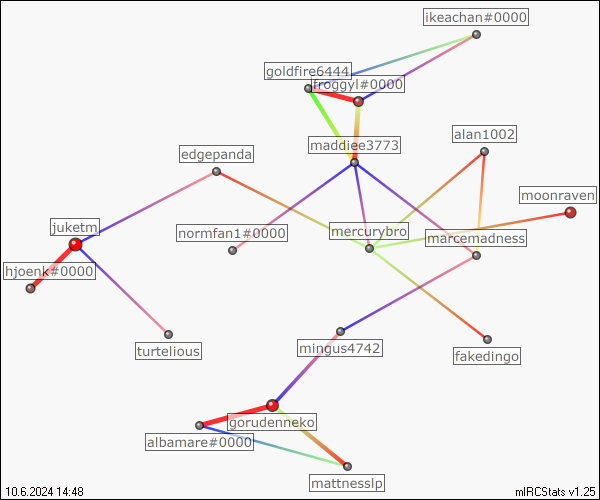 ikeachan#0000
goldfire6444
froggyl#0000
alan1002
maddiee3773
edgepanda
moonraven
juketm
normfan1#0000
mercurybro
marcemadness
hjoenk#0000
turtelious
mingus4742
fakedingo
gorudenneko
albamare#0000
mattnesslp
10.6.2024 14:48
mIRCStats v1.25